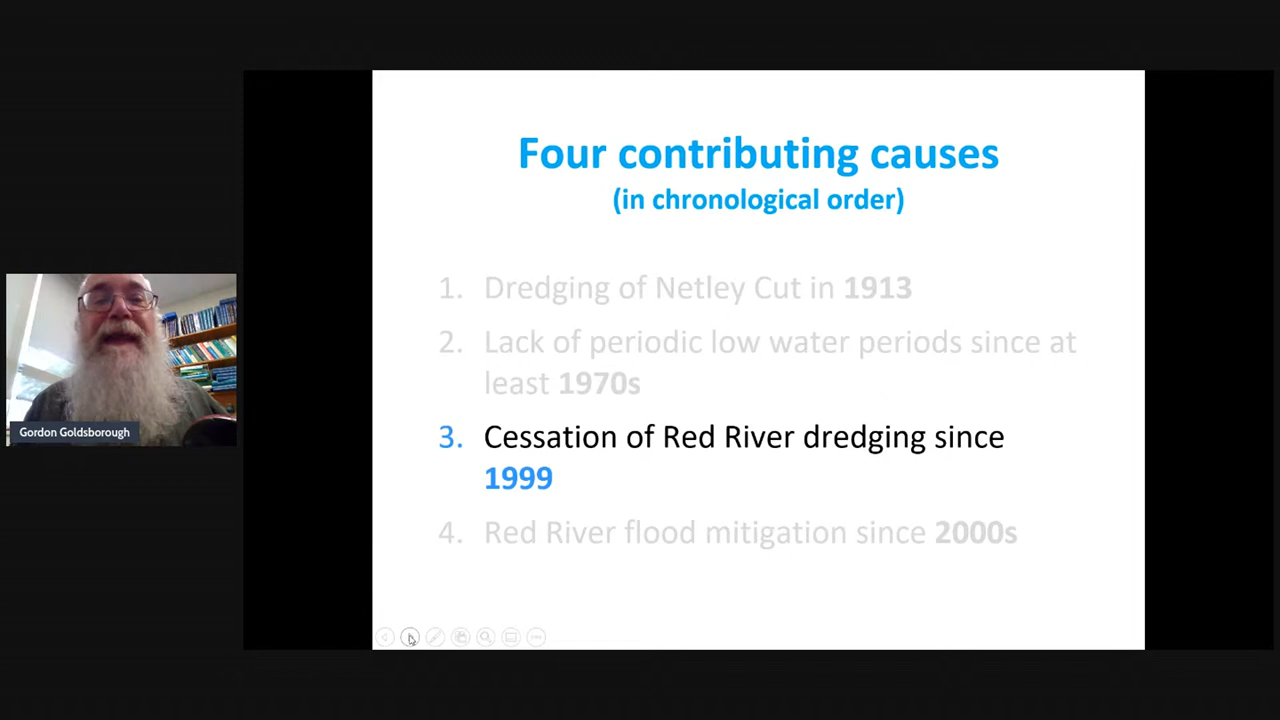 Four contributing causes
(in chronological order)
1. Dredging of Netley Cut in 1913
2. Lack of periodic low water periods since at
least 1970s
3. Cessation of Red River dredging since
1999
4. Red River flood mitigation since 2000s
Gordon Goldsborough